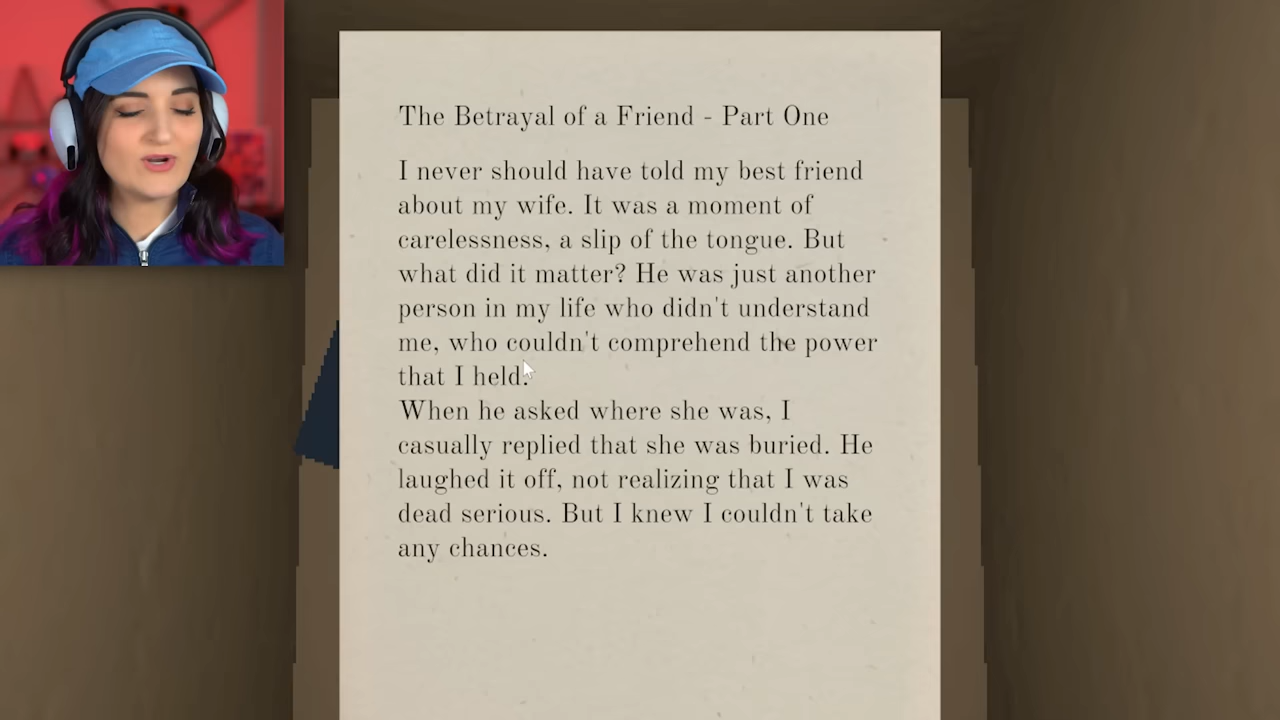 The Betrayal of a Friend - Part One
I never should have told my best friend
about my wife. It was a moment of
carelessness, a slip of the tongue. But
what did it matter? He was just another
person in my life who didn't understand
me, who couldn't comprehend the power
that I held.
When he asked where she was, I
casually replied that she was buried. He
laughed it off, not realizing that I was
dead serious. But I knew I couldn't take
any chances.